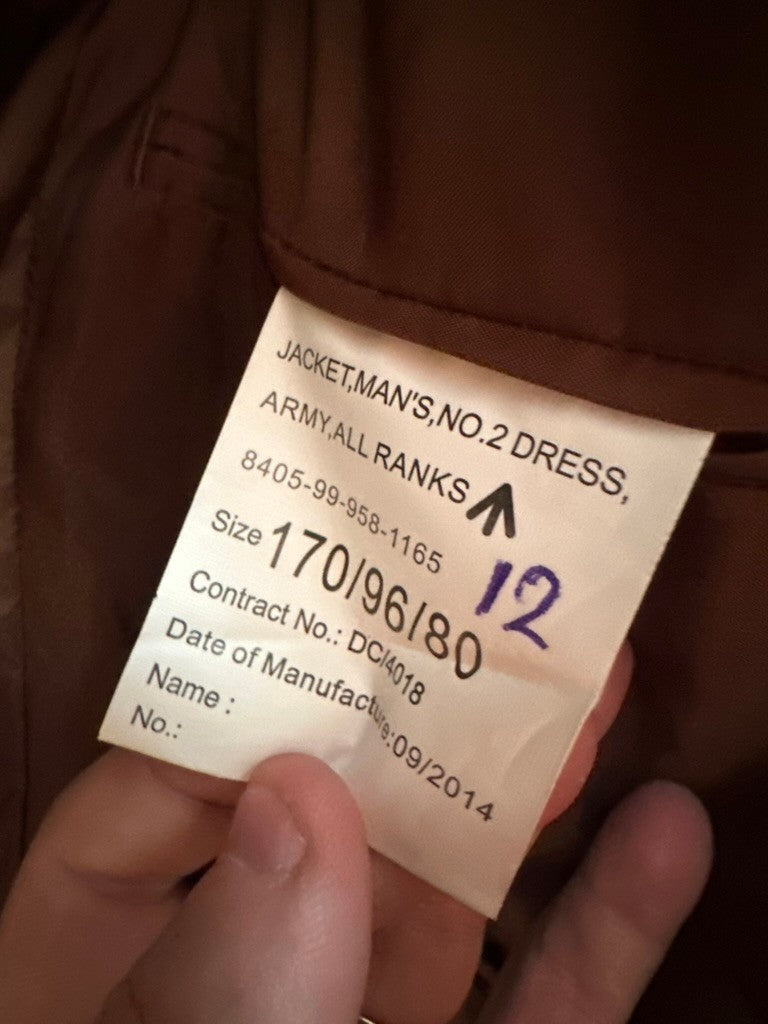 JACKET,MAN'S,NO.2 DRESS,
ARMY,ALL RANKS
8405-99-958-1165
Size 170/96/80
12
Contract No.: DC/4018
Date of Manufacture:09/2014
Name :
No.: